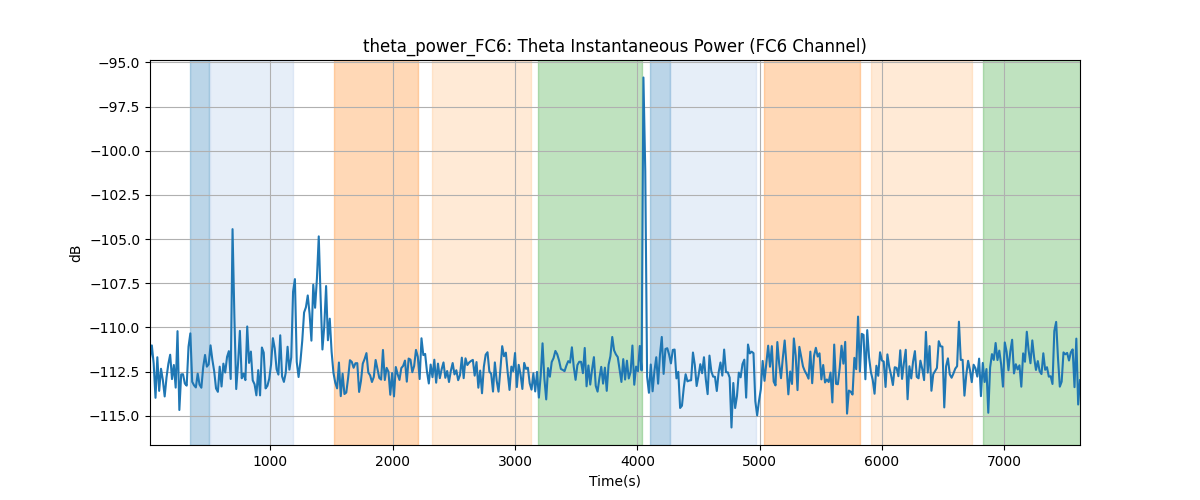 theta_power_FC6: Theta Instantaneous Power (FC6 Channel)
−95.0
−97.5
−100.0
−102.5
−105.0
−107.5
−110.0
−112.5
−115.0
dB
1000 2000 3000 4000 5000 6000 7000
Time(s)